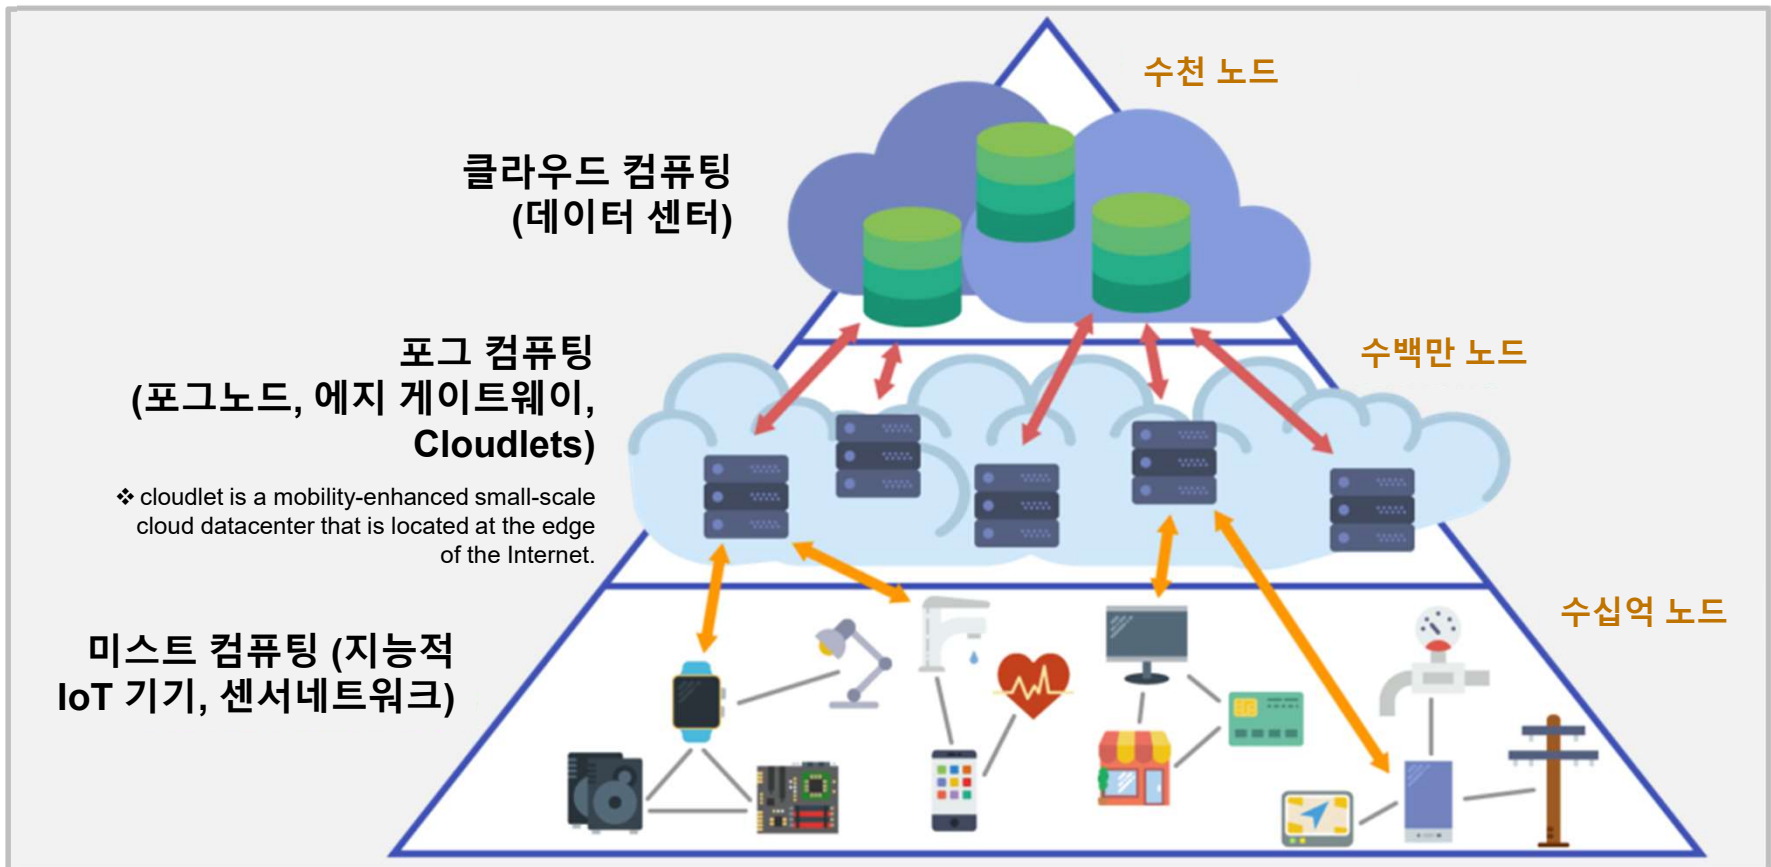 수천 노드
클라우드 컴퓨팅
(데이터 센터)
수백만 노드
포그 컴퓨팅
(포그노드, 에지 게이트웨이,
Cloudlets)
❖ cloudlet is a mobility-enhanced small-scale
cloud datacenter that is located at the edge
of the Internet.
수십억 노드
미스트 컴퓨팅 (지능적
IoT 기기, 센서네트워크)